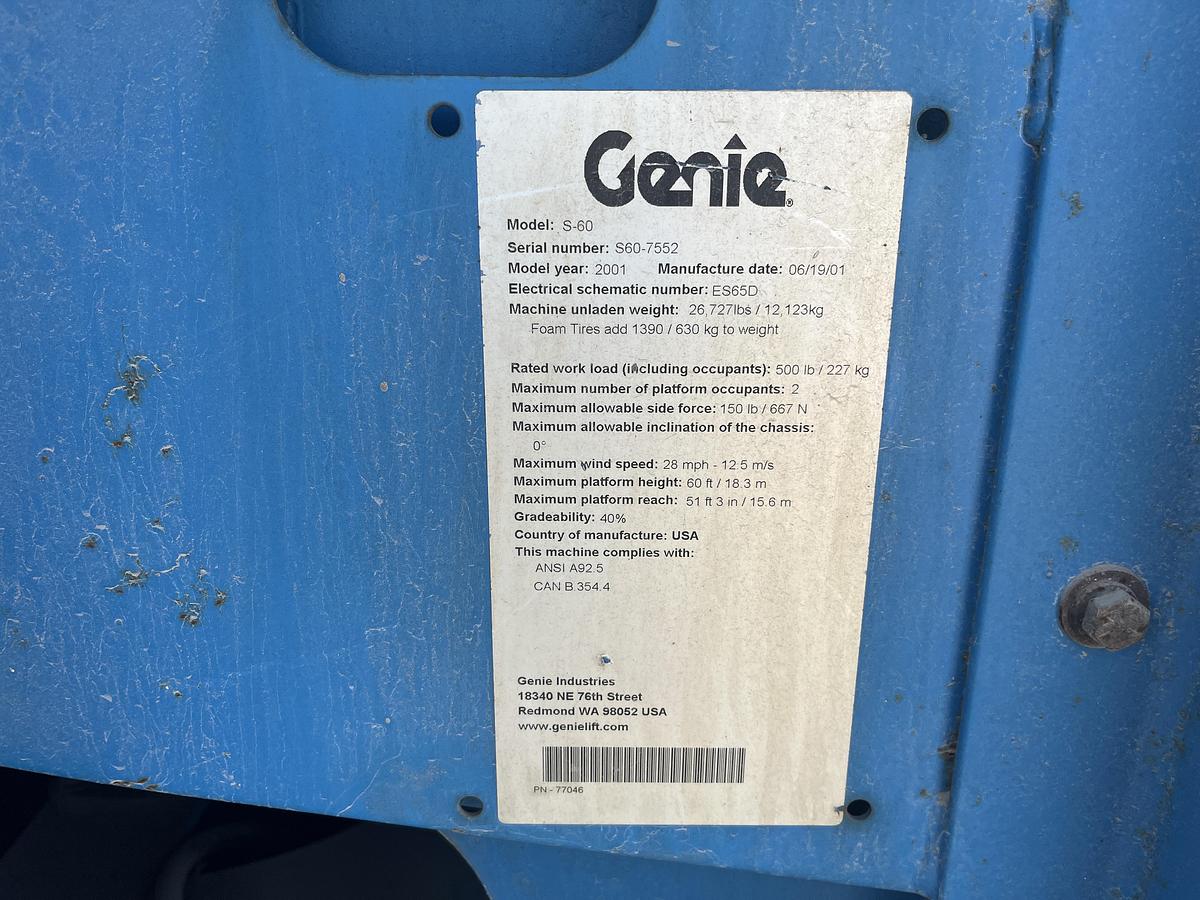 Genie®
Model: S-60
Serial number: S60-7552
Model year: 2001 Manufacture date: 06/19/01
Electrical schematic number: ES65D
Machine unladen weight: 26,727lbs / 12,123kg
Foam Tires add 1390 / 630 kg to weight
Rated work load (including occupants): 500 lb / 227 kg
Maximum number of platform occupants: 2
Maximum allowable side force: 150 lb / 667 N
Maximum allowable inclination of the chassis:
0°
Maximum wind speed: 28 mph - 12.5 m/s
Maximum platform height: 60 ft / 18.3 m
Maximum platform reach: 51 ft 3 in / 15.6 m
Gradeability: 40%
Country of manufacture: USA
This machine complies with:
ANSI A92.5
CAN B.354.4
Genie Industries
18340 NE 76th Street
Redmond WA 98052 USA
www.genielift.com
PN - 77046